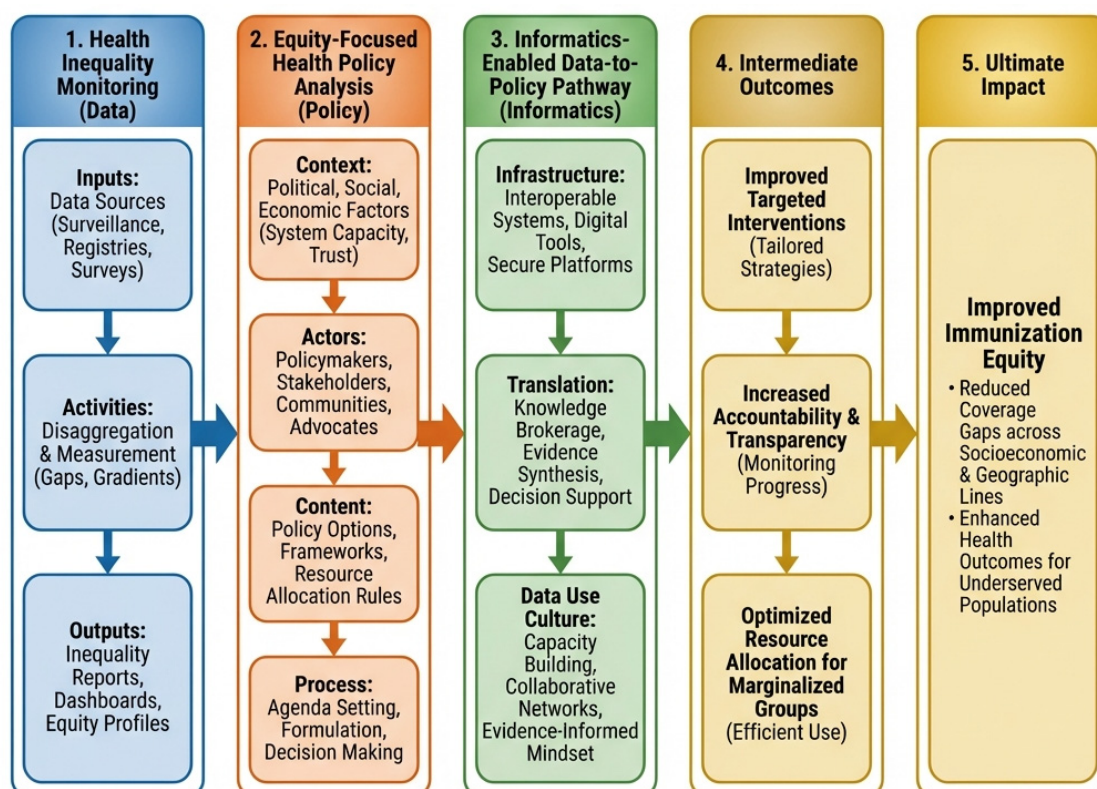 1. Health
Inequality
Monitoring
(Data)
Inputs:
Data Sources
(Surveillance,
Registries,
Surveys)
Activities:
Disaggregation
& Measurement
(Gaps, Gradients)
Outputs:
Inequality
Reports,
Dashboards,
Equity Profiles
2. Equity-Focused
Health Policy
Analysis
(Policy)
Context:
Political, Social,
Economic Factors
(System Capacity,
Trust)
Actors:
Policymakers,
Stakeholders,
Communities,
Advocates
Content:
Policy Options,
Frameworks,
Resource
Allocation Rules
Process:
Agenda Setting,
Formulation,
Decision Making
3. Informatics-
Enabled Data-to-
Policy Pathway
(Informatics)
Infrastructure:
Interoperable
Systems, Digital
Tools,
Secure Platforms
Translation:
Knowledge
Brokerage,
Evidence
Synthesis,
Decision Support
Data Use
Culture:
Capacity
Building,
Collaborative
Networks,
Evidence-Informed
Mindset
4. Intermediate
Outcomes
Improved
Targeted
Interventions
(Tailored
Strategies)
Increased
Accountability &
Transparency
(Monitoring
Progress)
Optimized
Resource
Allocation for
Marginalized
Groups
(Efficient Use)
5. Ultimate
Impact
Improved
Immunization
Equity
• Reduced
Coverage
Gaps across
Socioeconomic
& Geographic
Lines
• Enhanced
Health
Outcomes for
Underserved
Populations